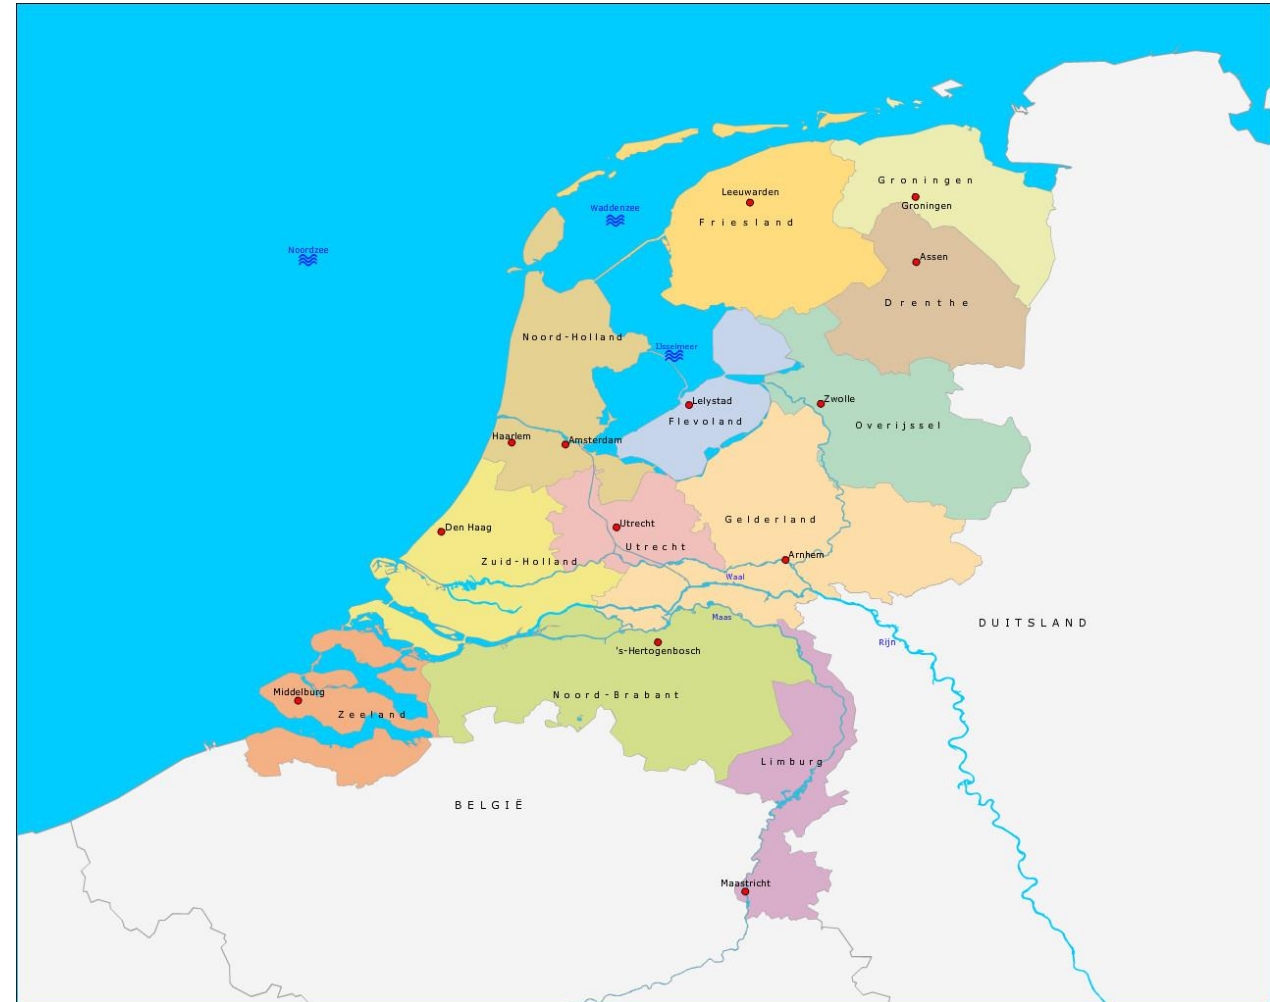 Groningen
Leeuwarden
Groningen
Waddenzee
Friesland
Noordzee
Assen
Drenthe
Noord-Holland
IJsselmeer
Lelystad
Zwolle
Flevoland
Overijssel
Haarlem
Amsterdam
Gelderland
Den Haag
Utrecht
Utrecht
Arnhem
Zuid-Holland
Waal
Maas
DUITSLAND
Rijn
's-Hertogenbosch
Middelburg
Noord-Brabant
Zeeland
Limburg
BELGIË
Maastricht